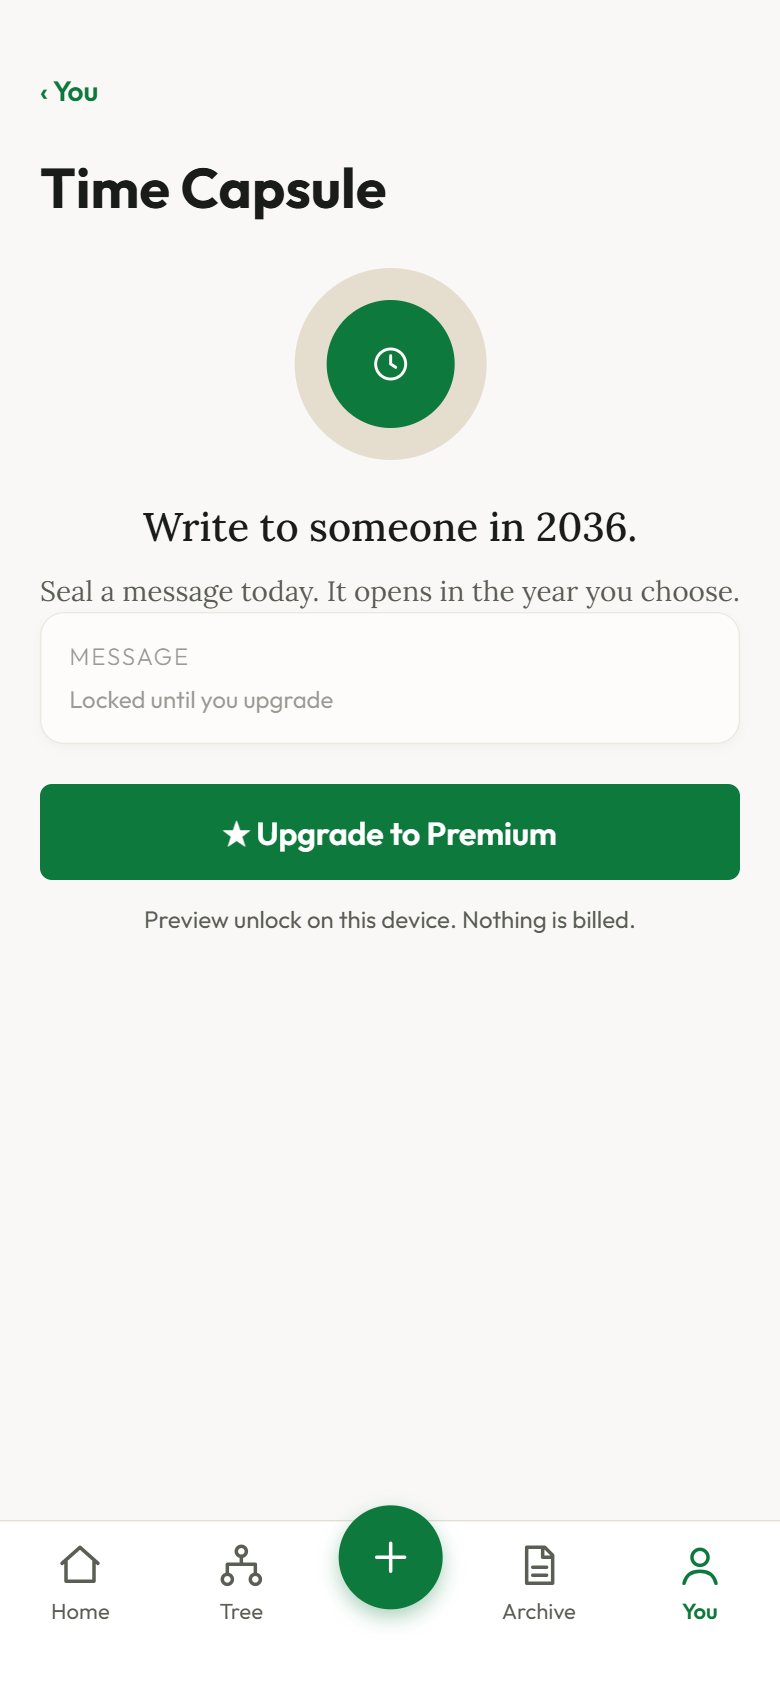 ‹ You
Time Capsule
Write to someone in 2036.
Seal a message today. It opens in the year you choose.
MESSAGE
Locked until you upgrade
★ Upgrade to Premium
Preview unlock on this device. Nothing is billed.
Home
Tree
Archive
You